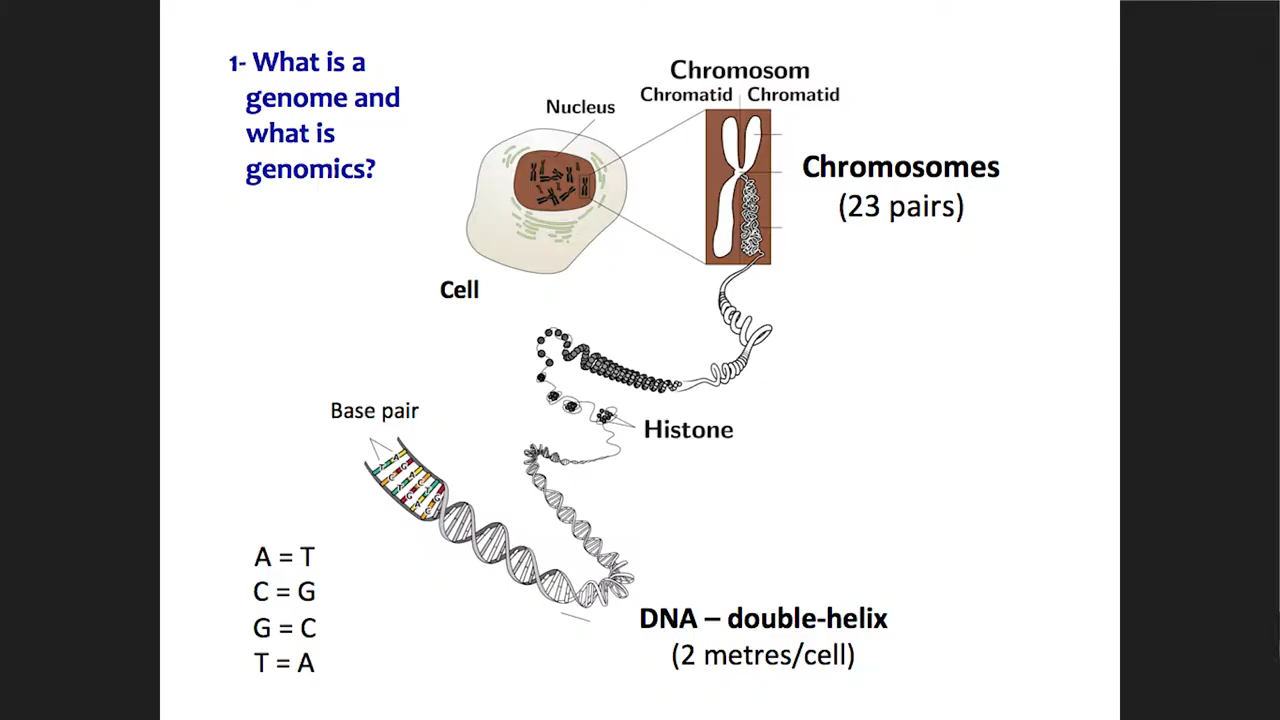 1- What is a
genome and
what is
genomics?
Chromosom
Chromatid Chromatid
Nucleus
Chromosomes
(23 pairs)
Cell
Base pair
Histone
A = T
C = G
G = C
T = A
DNA – double-helix
(2 metres/cell)